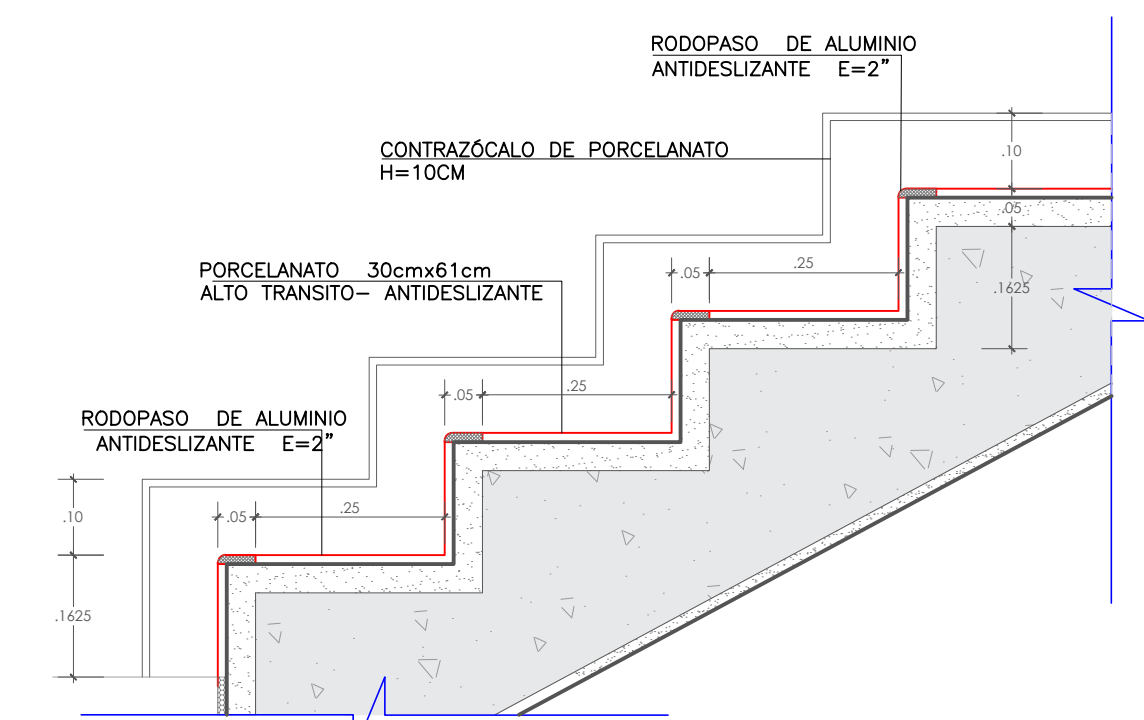 RODOPASO DE ALUMINIO
ANTIDESLIZANTE E=2"
CONTRAZÓCALO DE PORCELANATO
H=10CM
.10
.05
.05
.25
.1625
PORCELANATO 30cmx61cm
ALTO TRANSITO- ANTIDESLIZANTE
.05
.25
RODOPASO DE ALUMINIO
ANTIDESLIZANTE E=2"
.10
.05
.25
.1625